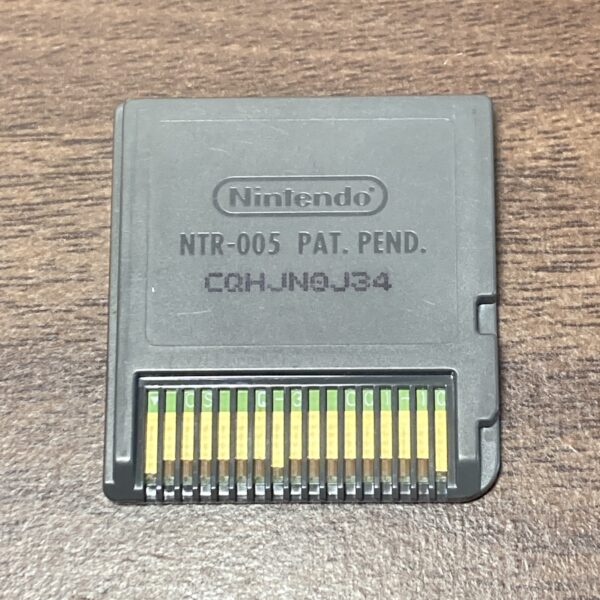 Nintendo®
NTR-005 PAT. PEND.
CQHJN0J34